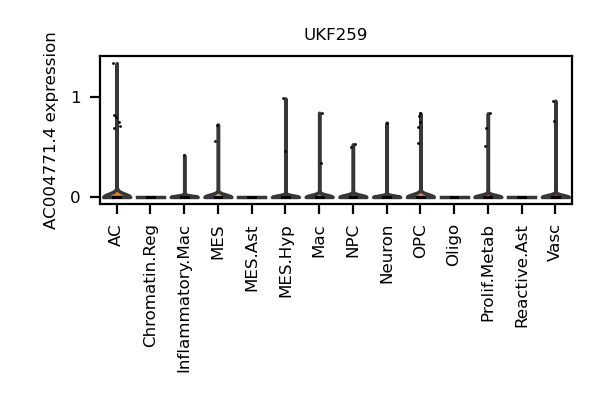 UKF259
AC004771.4 expression
1
0
AC
Chromatin.Reg
Inflammatory.Mac
MES
MES.Ast
MES.Hyp
Mac
NPC
Neuron
OPC
Oligo
Prolif.Metab
Reactive.Ast
Vasc